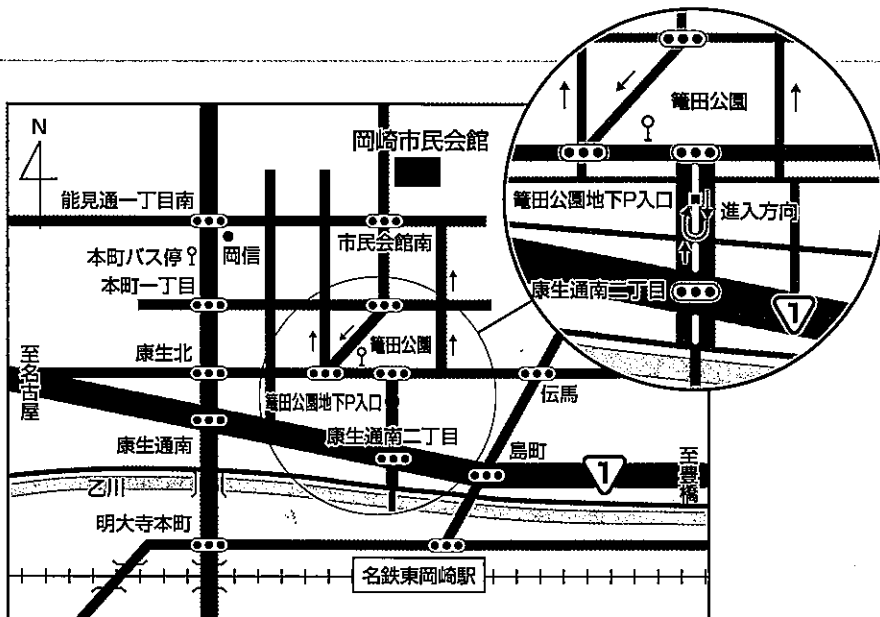 N
岡崎市民会館
能見通一丁目南
市民会館南
岡信
本町バス停
本町一丁目
康生北
至名古屋
籠田公園
籠田公園地下P入口
伝馬
康生通南
康生通南二丁目
島町
1
至豊橋
乙川
明大寺本町
名鉄東岡崎駅
籠田公園
籠田公園地下P入口
進入方向
康生通南二丁目
1